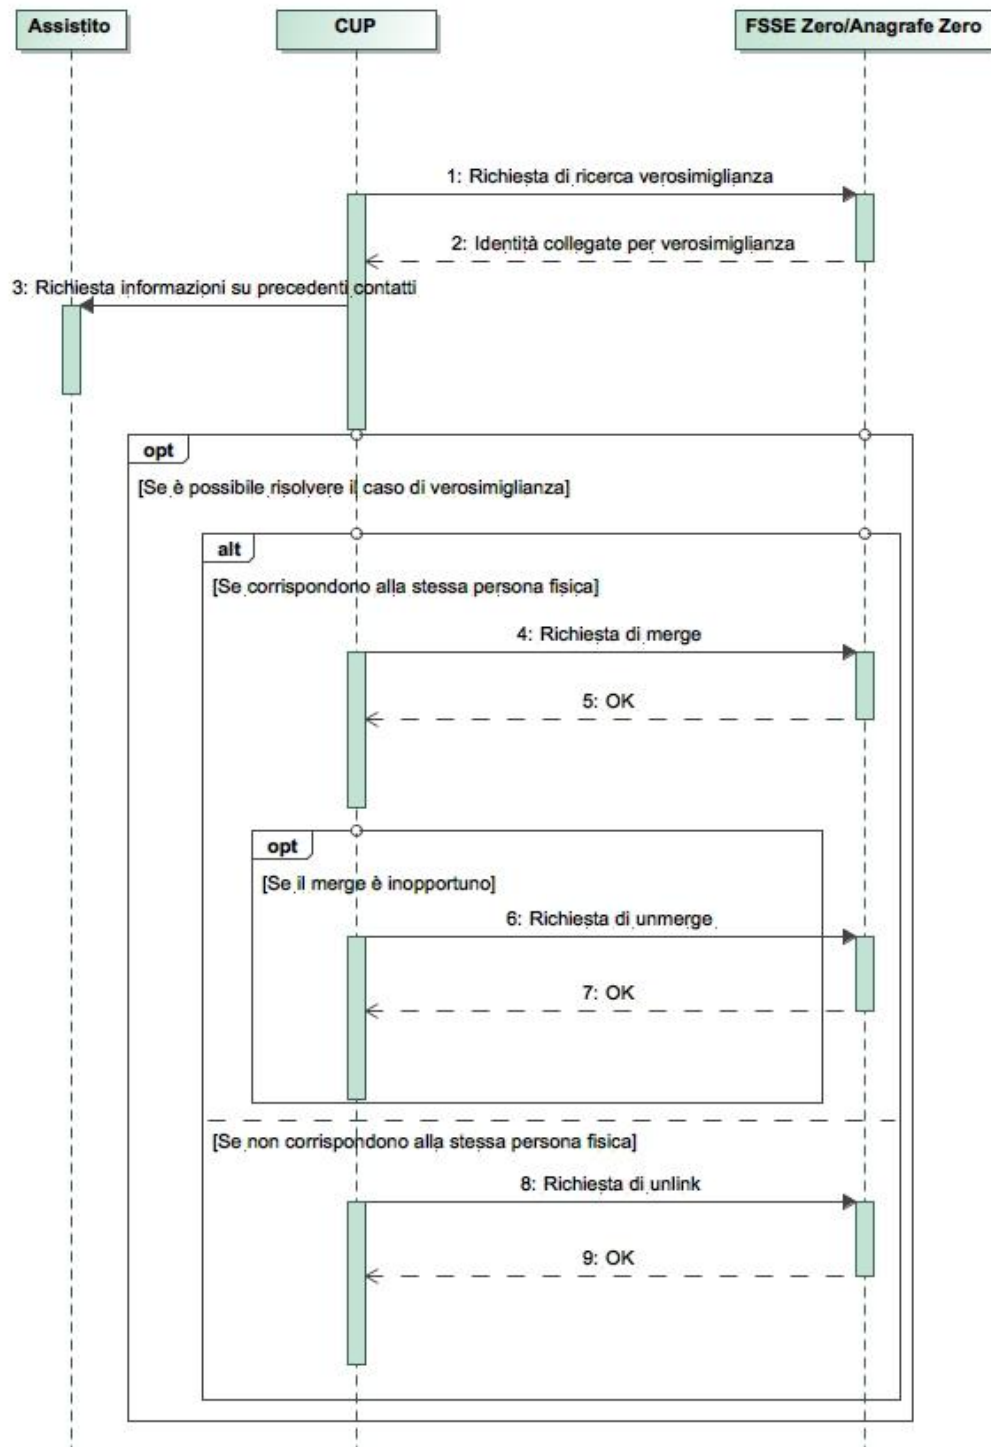 Assistito
CUP
FSSE Zero/Anagrafe Zero
1: Richiesta di ricerca verosimiglianza
2: Identità collegate per verosimiglianza
3: Richiesta informazioni su precedenti contatti
opt
[Se è possibile risolvere il caso di verosimiglianza]
alt
[Se corrispondono alla stessa persona fisica]
4: Richiesta di merge
5: OK
opt
[Se il merge è inopportuno]
6: Richiesta di unmerge
7: OK
[Se non corrispondono alla stessa persona fisica]
8: Richiesta di unlink
9: OK